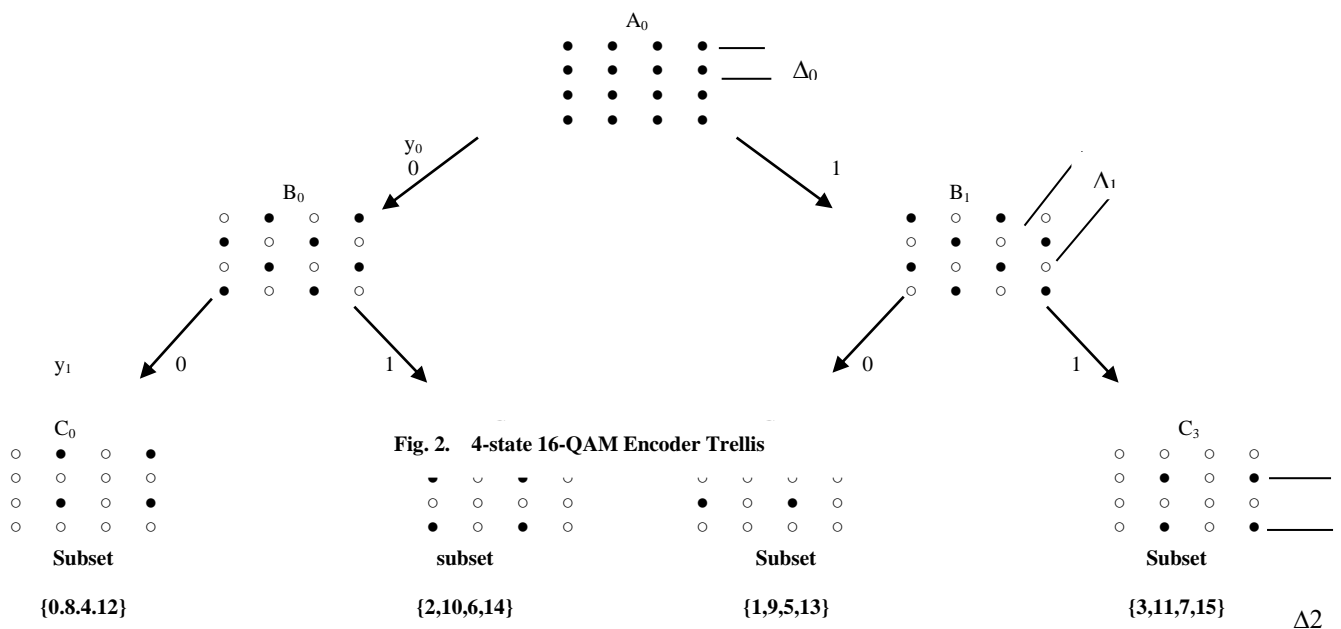 A₀
Δ₀
y₀
0
1
B₀
B₁
y₁
0
1
0
1
C₀
C₃
Fig. 2. 4-state 16-QAM Encoder Trellis
Subset
subset
Subset
Subset
{0.8.4.12}
{2,10,6,14}
{1,9,5,13}
{3,11,7,15}
Δ2